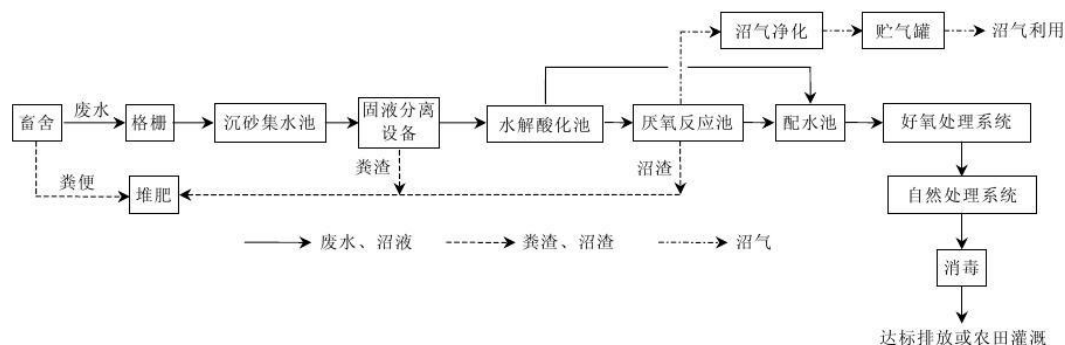 沼气净化
贮气罐
沼气利用
畜舍
废水
格栅
沉砂集水池
固液分离
设备
水解酸化池
厌氧反应池
配水池
好氧处理系统
粪便
堆肥
粪渣
沼渣
自然处理系统
废水、沼液
粪渣、沼渣
沼气
消毒
达标排放或农田灌溉